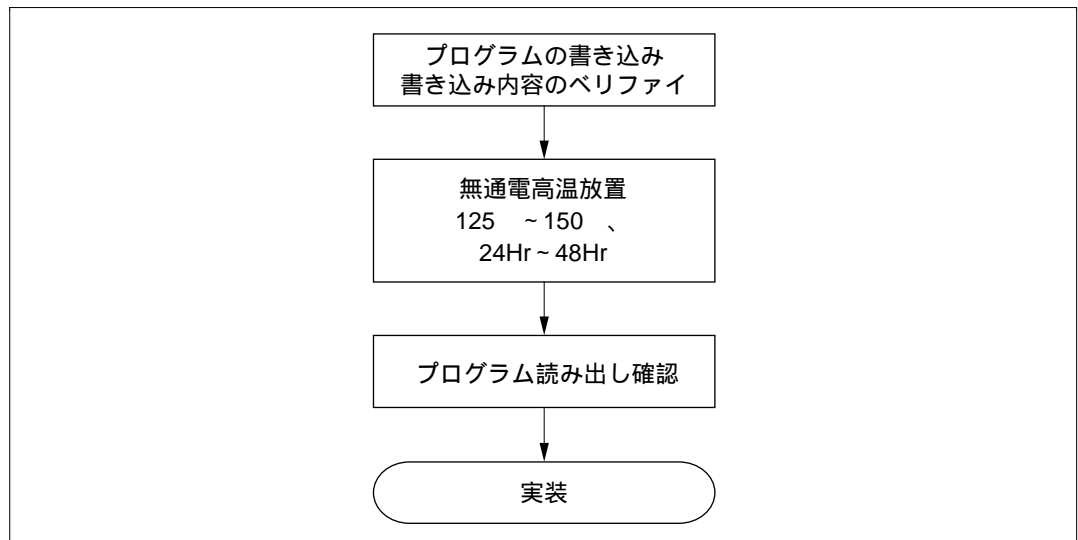 プログラムの書き込み
書き込み内容のベリファイ
無通電高温放置
125　~ 150　、
24Hr ~ 48Hr
プログラム読み出し確認
実装